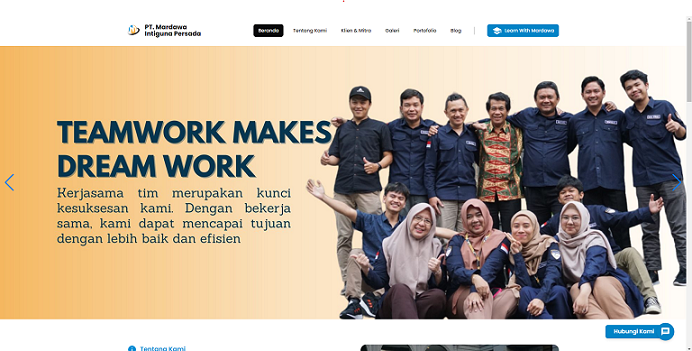 PT. Mardawa
Intiguna Persada
Beranda
Tentang Kami
Klien & Mitra
Galeri
Portofolio
Blog
Learn With Mardawa
TEAMWORK MAKES
DREAM WORK
Kerjasama tim merupakan kunci
kesuksesan kami. Dengan bekerja
sama, kami dapat mencapai tujuan
dengan lebih baik dan efisien
Hubungi Kami
Tentang Kami